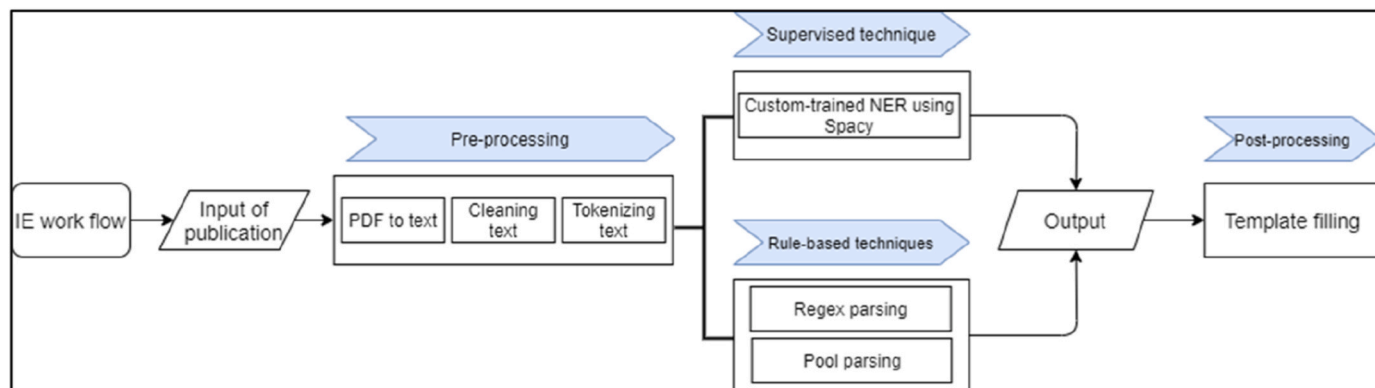 IE work flow
Input of
publication
Pre-processing
PDF to text
Cleaning
text
Tokenizing
text
Supervised technique
Custom-trained NER using
Spacy
Rule-based techniques
Regex parsing
Pool parsing
Output
Post-processing
Template filling